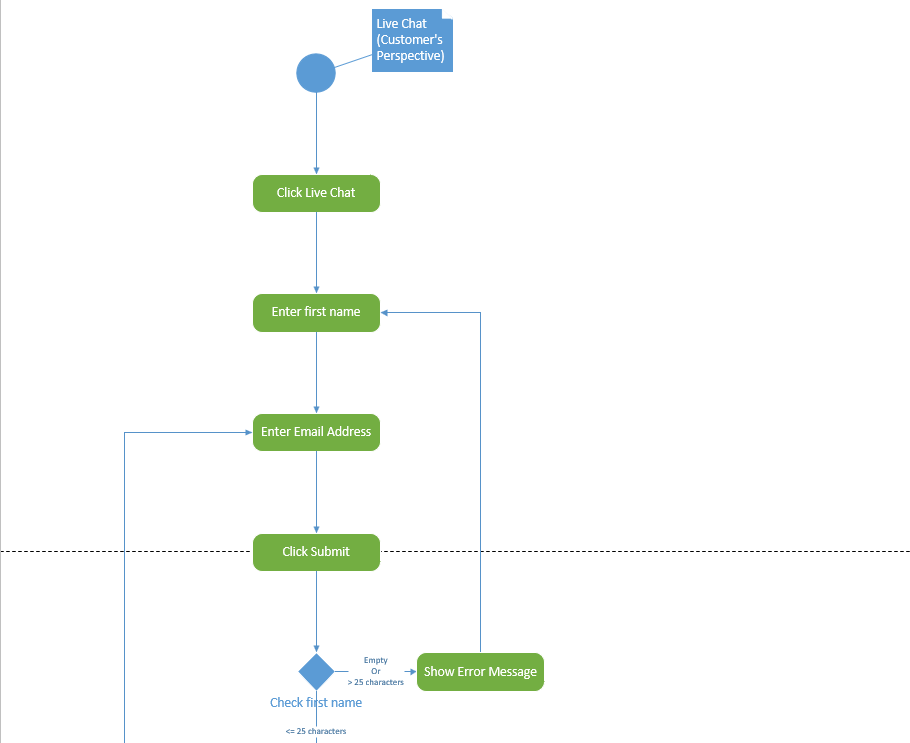 Live Chat
(Customer's
Perspective)
Click Live Chat
Enter first name
Enter Email Address
Click Submit
Empty
Or
> 25 characters
Show Error Message
Check first name
<= 25 characters